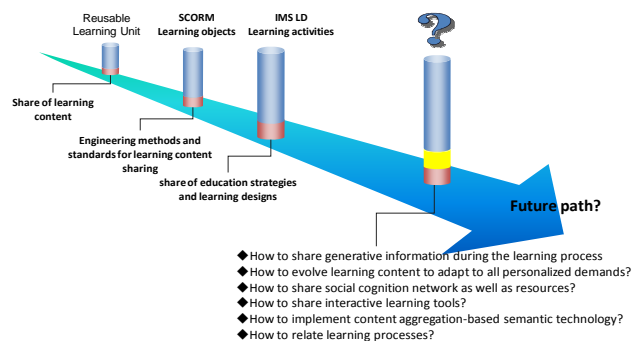 Reusable
Learning Unit
SCORM
Learning objects
IMS LD
Learning activities
?
Share of learning
content
Engineering methods and
standards for learning content
sharing
share of education strategies
and learning designs
Future path?
◆How to share generative information during the learning process
◆How to evolve learning content to adapt to all personalized demands?
◆How to share social cognition network as well as resources?
◆How to share interactive learning tools?
◆How to implement content aggregation-based semantic technology?
◆How to relate learning processes?